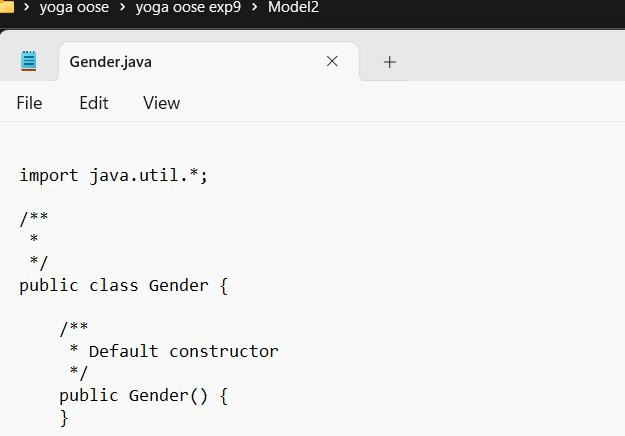 › yoga oose › yoga oose exp9 › Model2
Gender.java
File Edit View
import java.util.*;
/**
 *
 */
public class Gender {
    /**
     * Default constructor
     */
    public Gender() {
    }